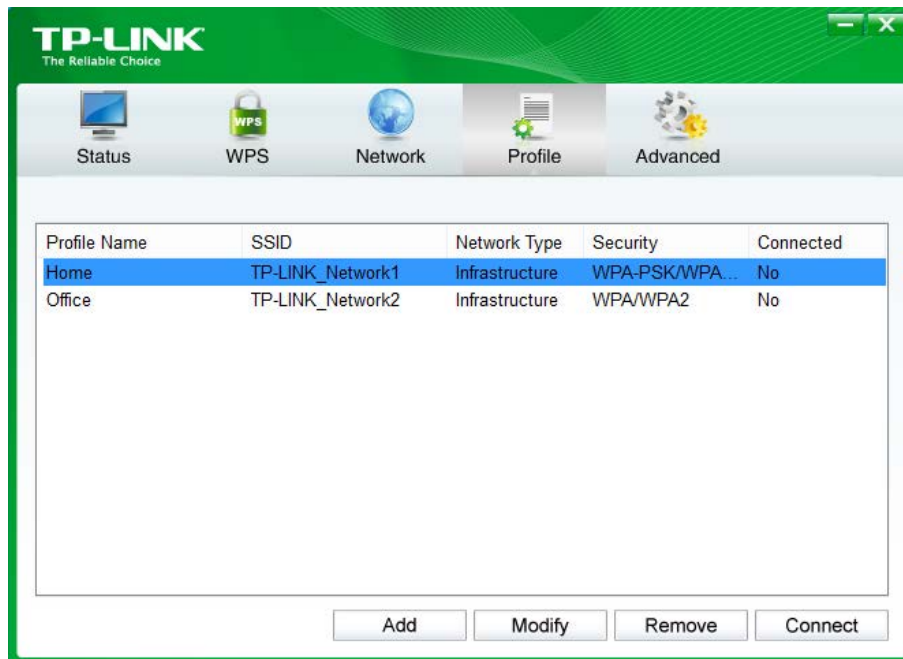 TP-LINK
The Reliable Choice
WPS
Status WPS Network Profile Advanced
Profile Name SSID Network Type Security Connected
Home TP-LINK_Network1 Infrastructure WPA-PSK/WPA... No
Office TP-LINK_Network2 Infrastructure WPA/WPA2 No
Add Modify Remove Connect